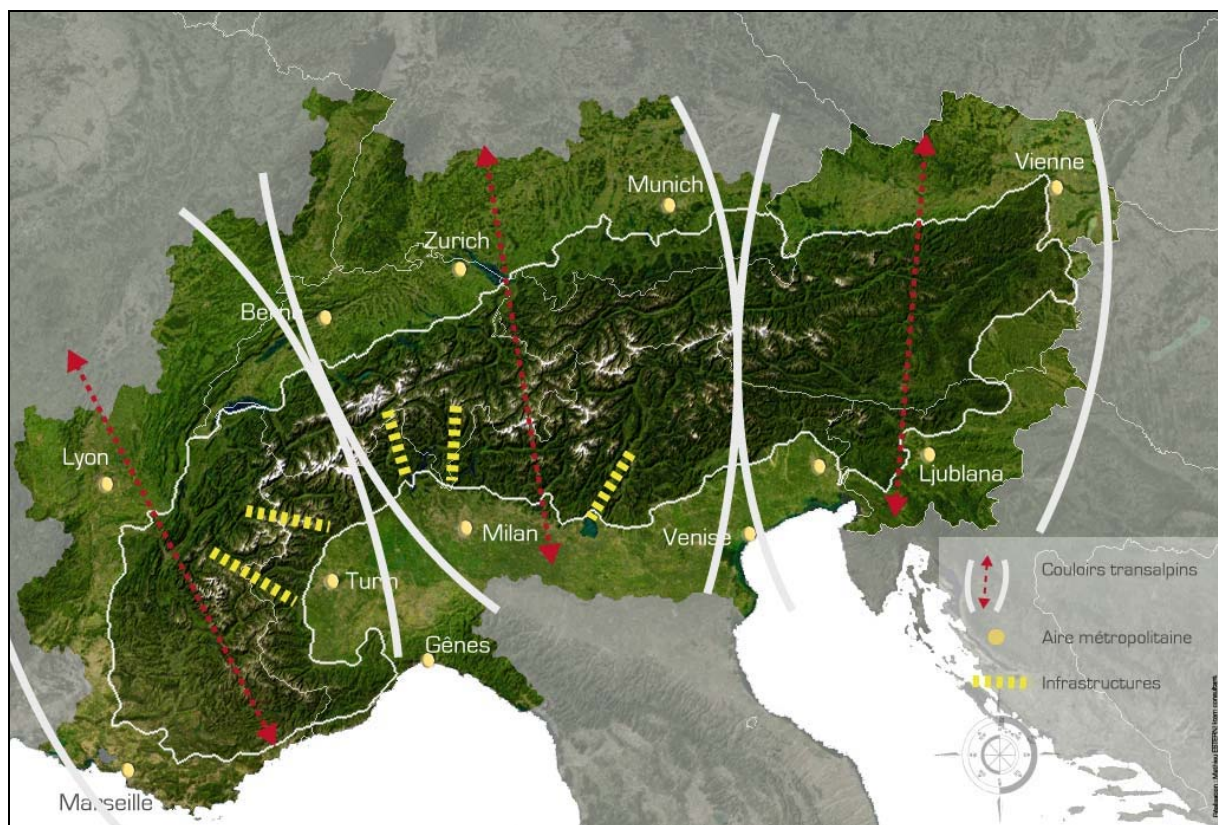 Vienne
Munich
Zurich
Berne
Lyon
Milan
Venise
Ljublana
Turin
Gênes
Marseille
Couloirs transalpins
Aire métropolitaine
Infrastructures